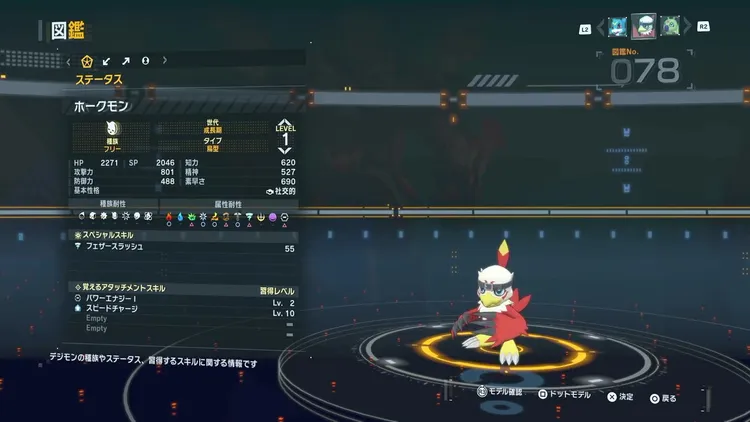 図鑑
L2
R2
図鑑No.
078
ステータス
ホークモン
種族
フリー
世代
成長期
タイプ
LEVEL
1
HP 2271 SP 2046 知力 620
攻撃力 801 精神 527
防御力 488 素早さ 690
基本性格 社交的
種族耐性 属性耐性
スペシャルスキル
フェザースラッシュ 55
覚えるアタッチメントスキル 習得レベル
パワーエナジーI Lv. 2
スピードチャージ Lv. 10
Empty
Empty
デジモンの種族やステータス、習得するスキルに関する情報です
R3 モデル確認 ドットモデル 決定 戻る